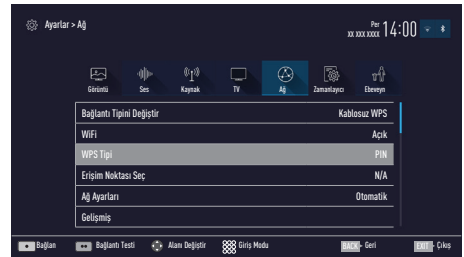 Ayarlar > Ağ
Per
xx xxx xxxx 14:00
Görüntü Ses Kaynak TV Ağ Zamanlayıcı Ebeveyn
Bağlantı Tipini Değiştir Kablosuz WPS
WiFi Açık
WPS Tipi PIN
Erişim Noktası Seç N/A
Ağ Ayarları Otomatik
Gelişmiş
Bağlan Bağlantı Testi Alanı Değiştir Giriş Modu BACK - Geri EXIT - Çıkış